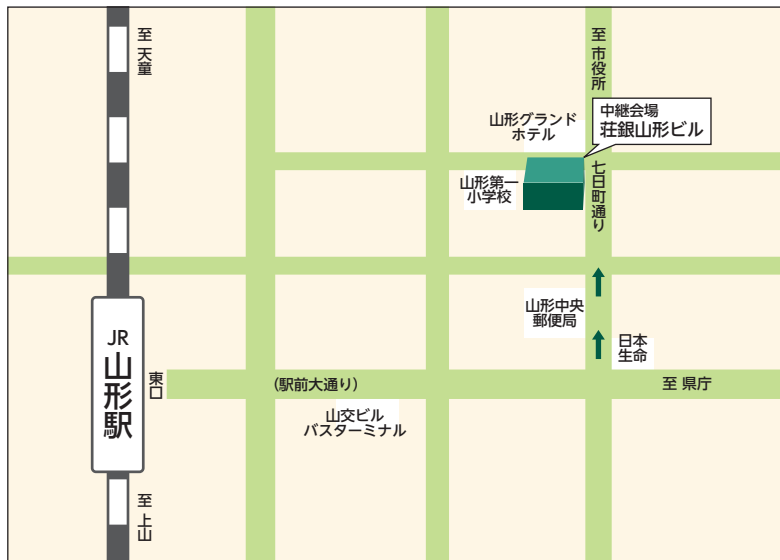 至 天童
至 市役所
中継会場
荘銀山形ビル
山形グランド
ホテル
山形第一
小学校
七日町通り
山形中央
郵便局
日本
生命
JR
山形駅
東口
(駅前大通り)
至 県庁
山交ビル
バスターミナル
至 上山